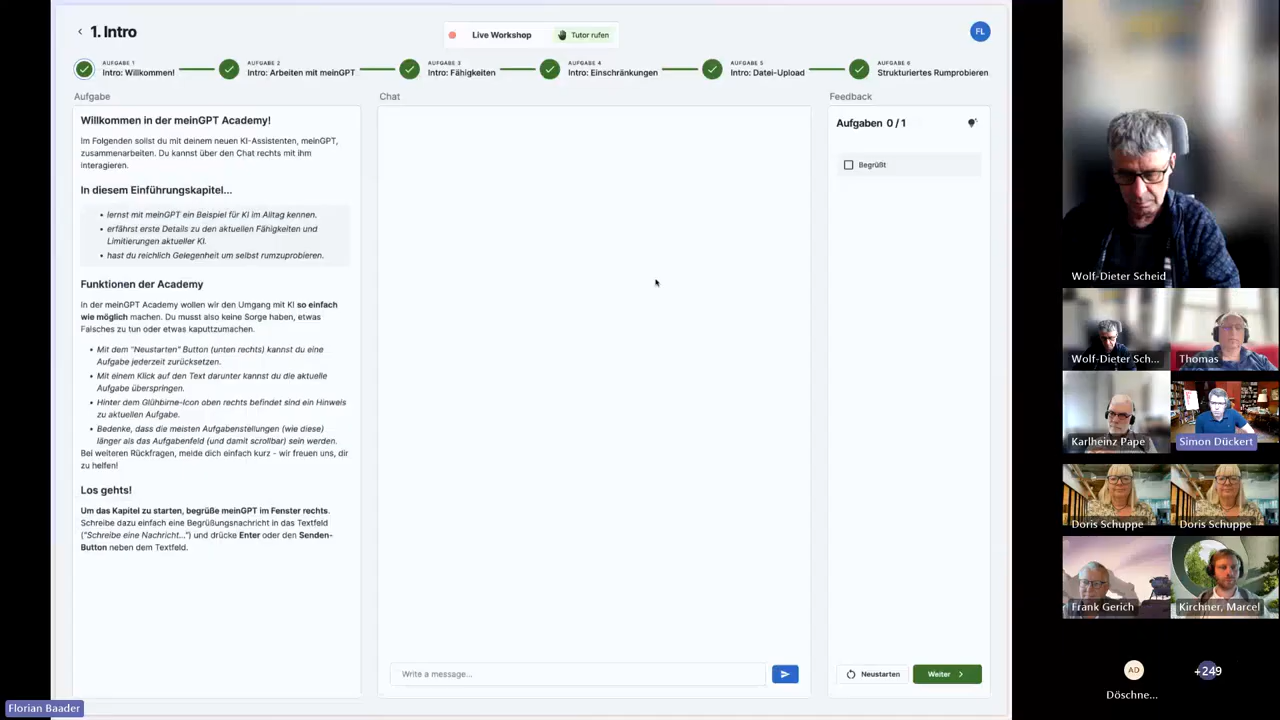 1. Intro
Live Workshop
Tutor rufen
FL
AUFGABE 1
Intro: Willkommen!
AUFGABE 2
Intro: Arbeiten mit meinGPT
AUFGABE 3
Intro: Fähigkeiten
AUFGABE 4
Intro: Einschränkungen
AUFGABE 5
Intro: Datei-Upload
AUFGABE 6
Strukturiertes Rumprobieren
Aufgabe
Willkommen in der meinGPT Academy!
Im Folgenden sollst du mit deinem neuen KI-Assistenten, meinGPT,
zusammenarbeiten. Du kannst über den Chat rechts mit ihm
interagieren.
In diesem Einführungskapitel...
• lernst mit meinGPT ein Beispiel für KI im Alltag kennen.
• erfährst erste Details zu den aktuellen Fähigkeiten und
Limitierungen aktueller KI.
• hast du reichlich Gelegenheit um selbst rumzuprobieren.
Funktionen der Academy
In der meinGPT Academy wollen wir den Umgang mit KI so einfach
wie möglich machen. Du musst also keine Sorge haben, etwas
Falsches zu tun oder etwas kaputtzumachen.
• Mit dem "Neustarten" Button (unten rechts) kannst du eine
Aufgabe jederzeit zurücksetzen.
• Mit einem Klick auf den Text darunter kannst du die aktuelle
Aufgabe überspringen.
• Hinter dem Glühbirne-Icon oben rechts befindet sind ein Hinweis
zu aktuellen Aufgabe.
• Bedenke, dass die meisten Aufgabenstellungen (wie diese)
länger als das Aufgabenfeld (und damit scrollbar) sein werden.
Bei weiteren Rückfragen, meide dich einfach kurz - wir freuen uns, dir
zu helfen!
Los gehts!
Um das Kapitel zu starten, begrüße meinGPT im Fenster rechts.
Schreibe dazu einfach eine Begrüßungsnachricht in das Textfeld
("Schreibe eine Nachricht...") und drücke Enter oder den Senden-
Button neben dem Textfeld.
Chat
Write a message...
Feedback
Aufgaben 0 / 1
Begrüßt
Neustarten
Weiter
Florian Baader
Wolf-Dieter Scheid
Wolf-Dieter Sch...
Thomas
Karlheinz Pape
Simon Dückert
Doris Schuppe
Doris Schuppe
Frank Gerich
Kirchner, Marcel
AD
Döschne...
+249